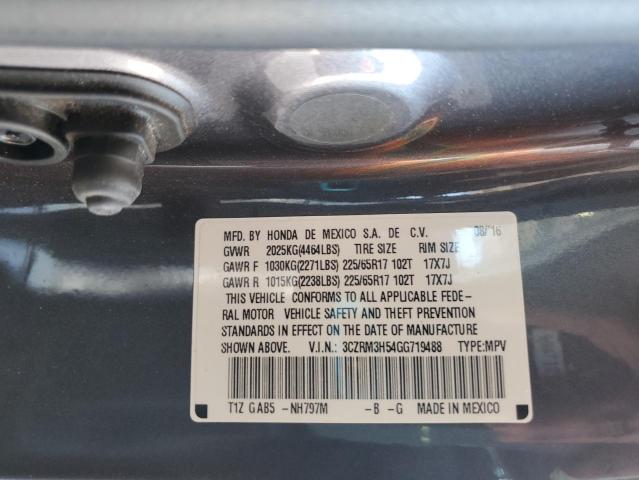 MFD. BY HONDA DE MEXICO S.A. DE C.V. 08/16
GVWR 2025KG(4464LBS) TIRE SIZE RIM SIZE
GAWR F 1030KG(2271LBS) 225/65R17 102T 17X7J
GAWR R 1015KG(2238LBS) 225/65R17 102T 17X7J
THIS VEHICLE CONFORMS TO ALL APPLICABLE FEDE-
RAL MOTOR VEHICLE SAFETY AND THEFT PREVENTION
STANDARDS IN EFFECT ON THE DATE OF MANUFACTURE
SHOWN ABOVE. V.I.N.: 3CZRM3H54GG719488 TYPE:MPV
T1Z GAB5 -NH797M -B -G MADE IN MEXICO